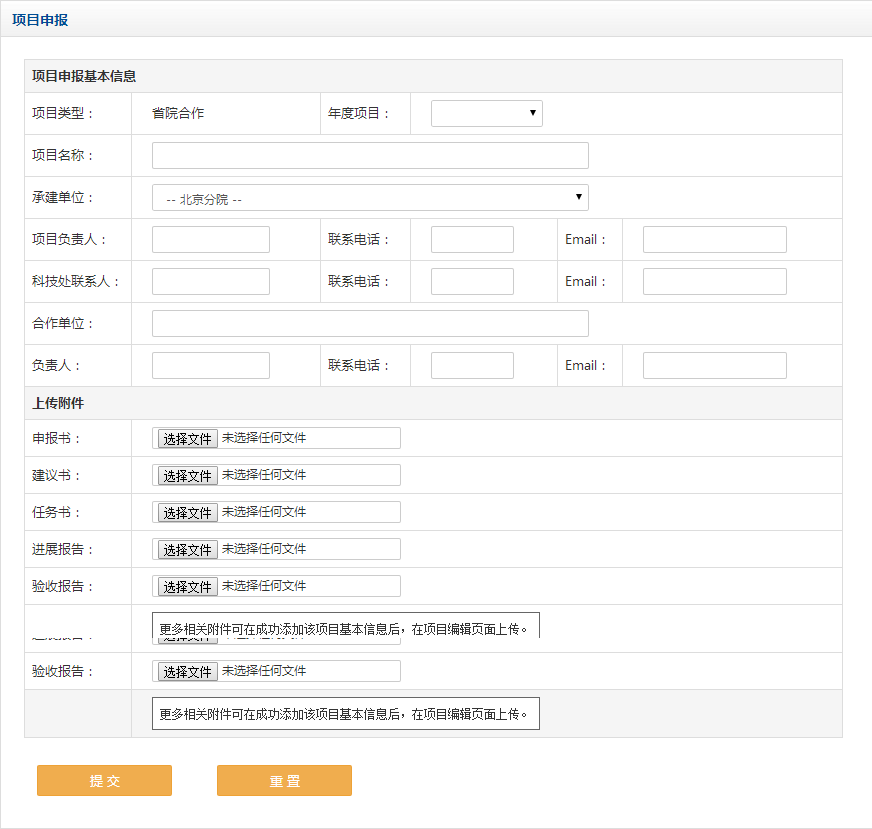 项目申报
项目申报基本信息
项目类型： 省院合作 年度项目：
项目名称：
承建单位： -- 北京分院 --
项目负责人： 联系电话： Email：
科技处联系人： 联系电话： Email：
合作单位：
负责人： 联系电话： Email：
上传附件
申报书： 选择文件 未选择任何文件
建议书： 选择文件 未选择任何文件
任务书： 选择文件 未选择任何文件
进展报告： 选择文件 未选择任何文件
验收报告： 选择文件 未选择任何文件
更多相关附件可在成功添加该项目基本信息后，在项目编辑页面上传。
验收报告： 选择文件 未选择任何文件
更多相关附件可在成功添加该项目基本信息后，在项目编辑页面上传。
提 交 重 置